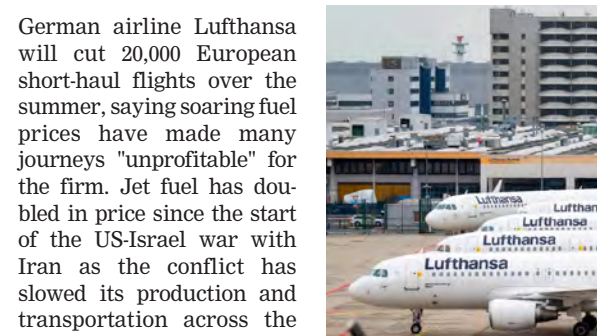 German airline Lufthansa
will cut 20,000 European
short-haul flights over the
summer, saying soaring fuel
prices have made many
journeys "unprofitable" for
the firm. Jet fuel has dou-
bled in price since the start
of the US-Israel war with
Iran as the conflict has
slowed its production and
transportation across the
Lufthansa
Lufthan
Lufthansa
Lufthansa
Lufthansa